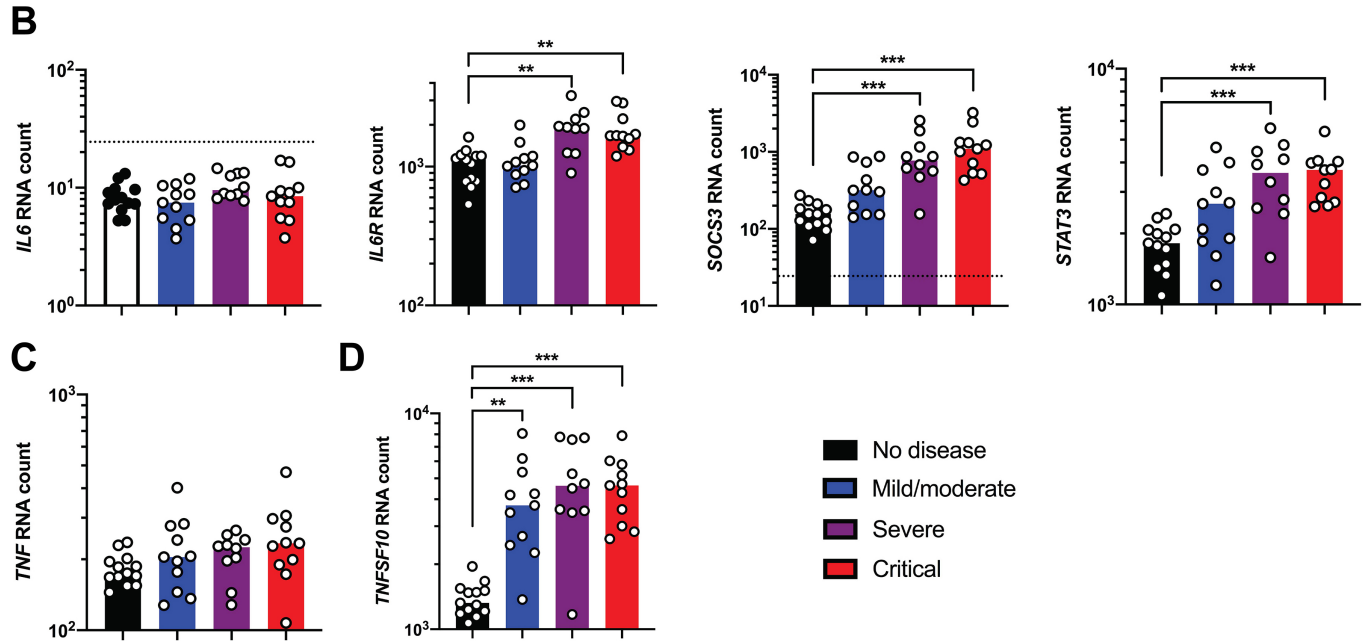 B
IL6 RNA count
10²
10¹
10⁰
IL6R RNA count
10³
10²
**
**
SOCS3 RNA count
10⁴
10³
10²
10¹
***
***
STAT3 RNA count
10⁴
10³
***
***
C
TNF RNA count
10³
10²
D
TNFSF10 RNA count
10⁴
10³
***
***
**
No disease
Mild/moderate
Severe
Critical